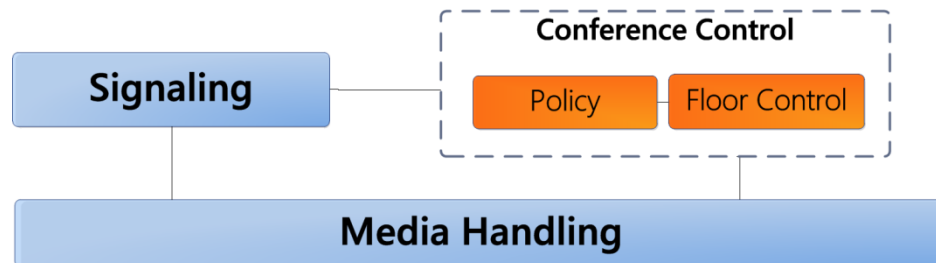 Conference Control
Signaling
Policy
Floor Control
Media Handling